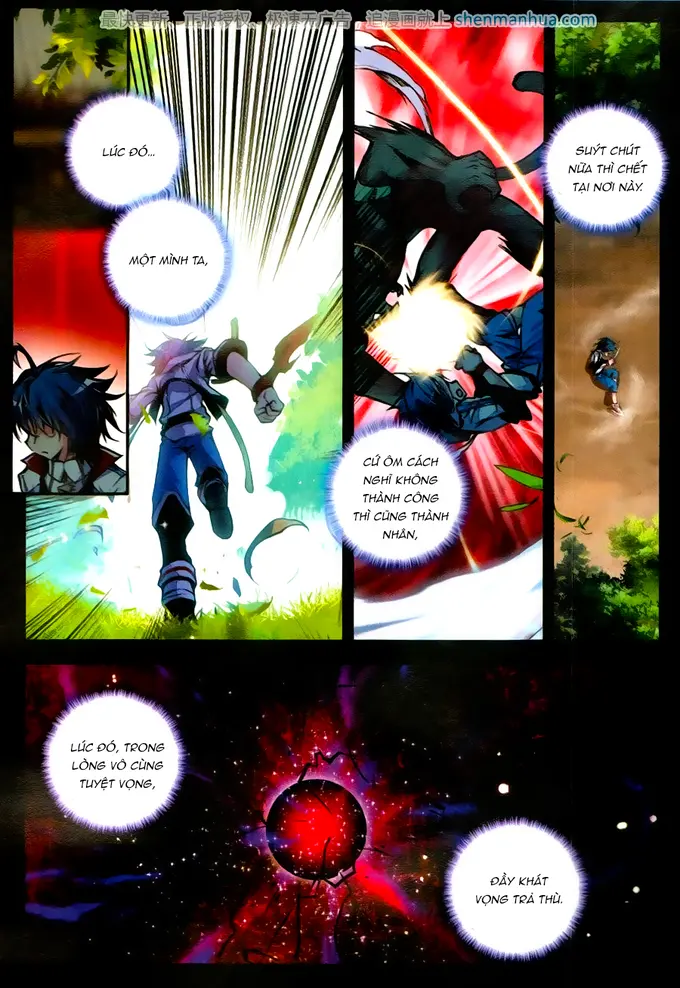 最快更新、正版授权、极速无广告，追漫画就上 shenmanhua.com
LÚC ĐÓ...
MỘT MÌNH TA,
CỨ ÔM CÁCH
NGHĨ KHÔNG
THÀNH CÔNG
THÌ CŨNG THÀNH
NHÂN,
SUÝT CHÚT
NỮA THÌ CHẾT
TẠI NƠI NÀY.
LÚC ĐÓ, TRONG
LÒNG VÔ CÙNG
TUYỆT VỌNG,
ĐẦY KHÁT
VỌNG TRẢ THÙ.